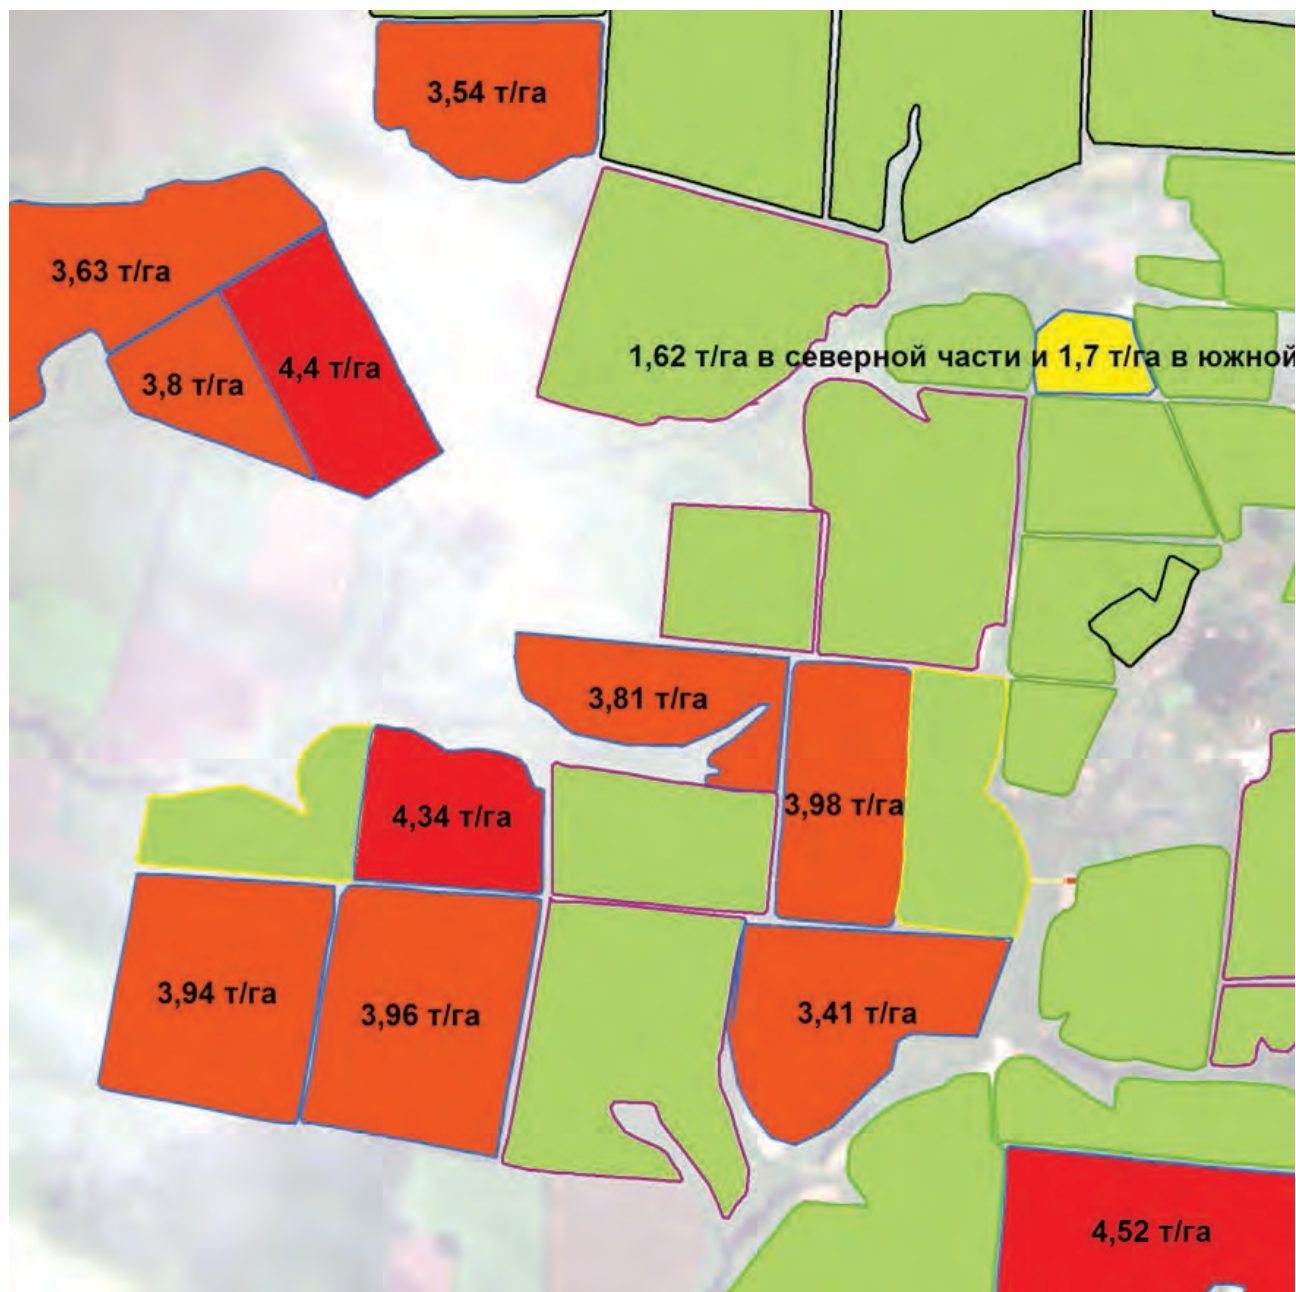 3,54 т/га
3,63 т/га
3,8 т/га
4,4 т/га
1,62 т/га в северной части и 1,7 т/га в южной
3,81 т/га
3,98 т/га
4,34 т/га
3,94 т/га
3,96 т/га
3,41 т/га
4,52 т/га